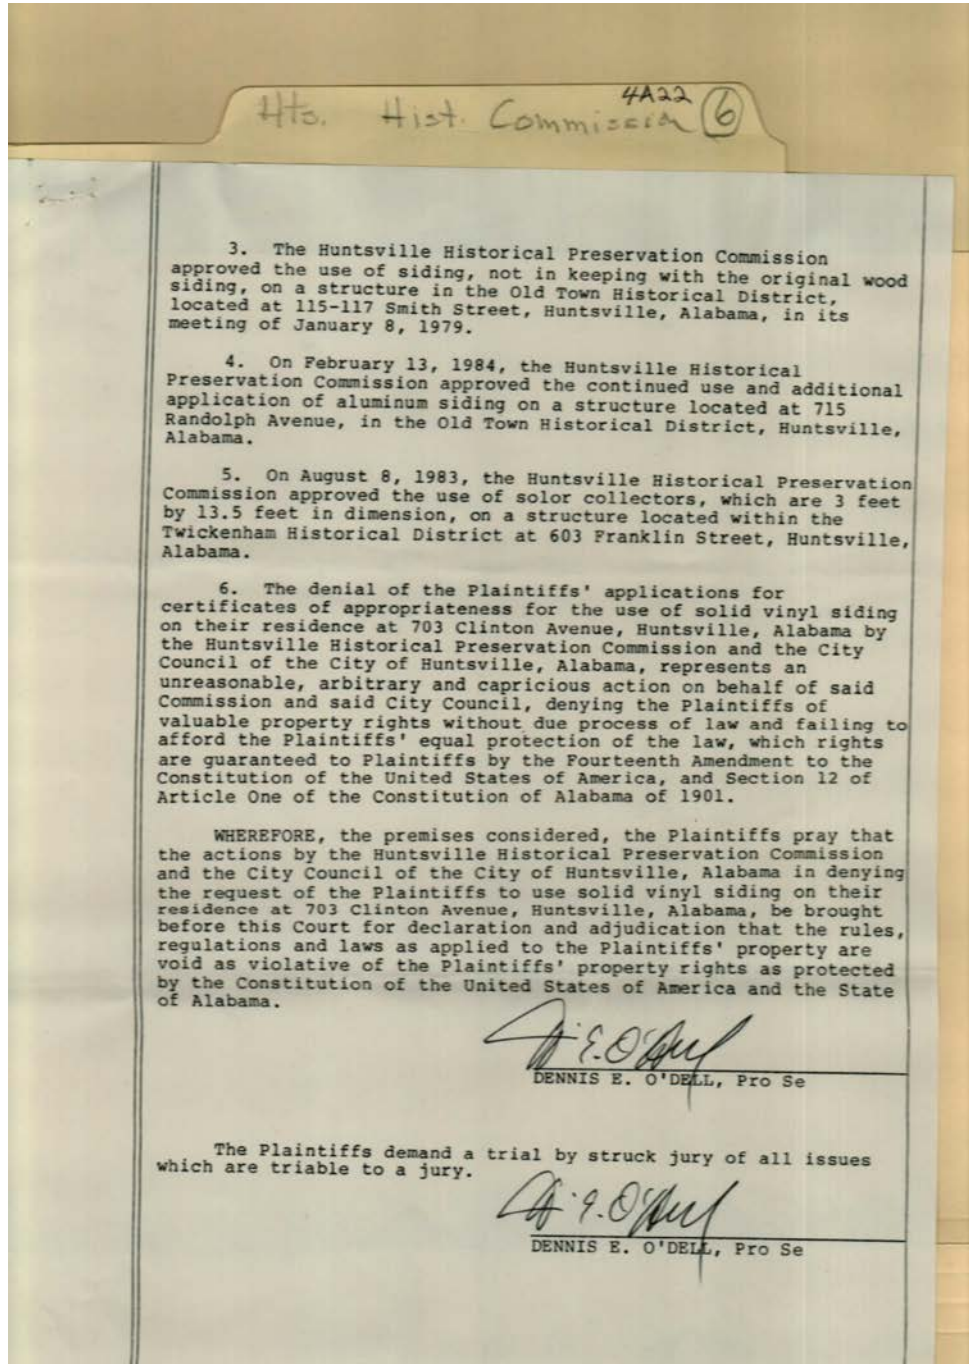 4A22
Hts. Hist. Commission 6
3. The Huntsville Historical Preservation Commission
approved the use of siding, not in keeping with the original wood
siding, on a structure in the Old Town Historical District,
located at 115-117 Smith Street, Huntsville, Alabama, in its
meeting of January 8, 1979.
4. On February 13, 1984, the Huntsville Historical
Preservation Commission approved the continued use and additional
application of aluminum siding on a structure located at 715
Randolph Avenue, in the Old Town Historical District, Huntsville,
Alabama.
5. On August 8, 1983, the Huntsville Historical Preservation
Commission approved the use of solor collectors, which are 3 feet
by 13.5 feet in dimension, on a structure located within the
Twickenham Historical District at 603 Franklin Street, Huntsville,
Alabama.
6. The denial of the Plaintiffs' applications for
certificates of appropriateness for the use of solid vinyl siding
on their residence at 703 Clinton Avenue, Huntsville, Alabama by
the Huntsville Historical Preservation Commission and the City
Council of the City of Huntsville, Alabama, represents an
unreasonable, arbitrary and capricious action on behalf of said
Commission and said City Council, denying the Plaintiffs of
valuable property rights without due process of law and failing to
afford the Plaintiffs' equal protection of the law, which rights
are guaranteed to Plaintiffs by the Fourteenth Amendment to the
Constitution of the United States of America, and Section 12 of
Article One of the Constitution of Alabama of 1901.
WHEREFORE, the premises considered, the Plaintiffs pray that
the actions by the Huntsville Historical Preservation Commission
and the City Council of the City of Huntsville, Alabama in denying
the request of the Plaintiffs to use solid vinyl siding on their
residence at 703 Clinton Avenue, Huntsville, Alabama, be brought
before this Court for declaration and adjudication that the rules,
regulations and laws as applied to the Plaintiffs' property are
void as violative of the Plaintiffs' property rights as protected
by the Constitution of the United States of America and the State
of Alabama.
E. O'Dell
DENNIS E. O'DELL, Pro Se
The Plaintiffs demand a trial by struck jury of all issues
which are triable to a jury.
E. O'Dell
DENNIS E. O'DELL, Pro Se